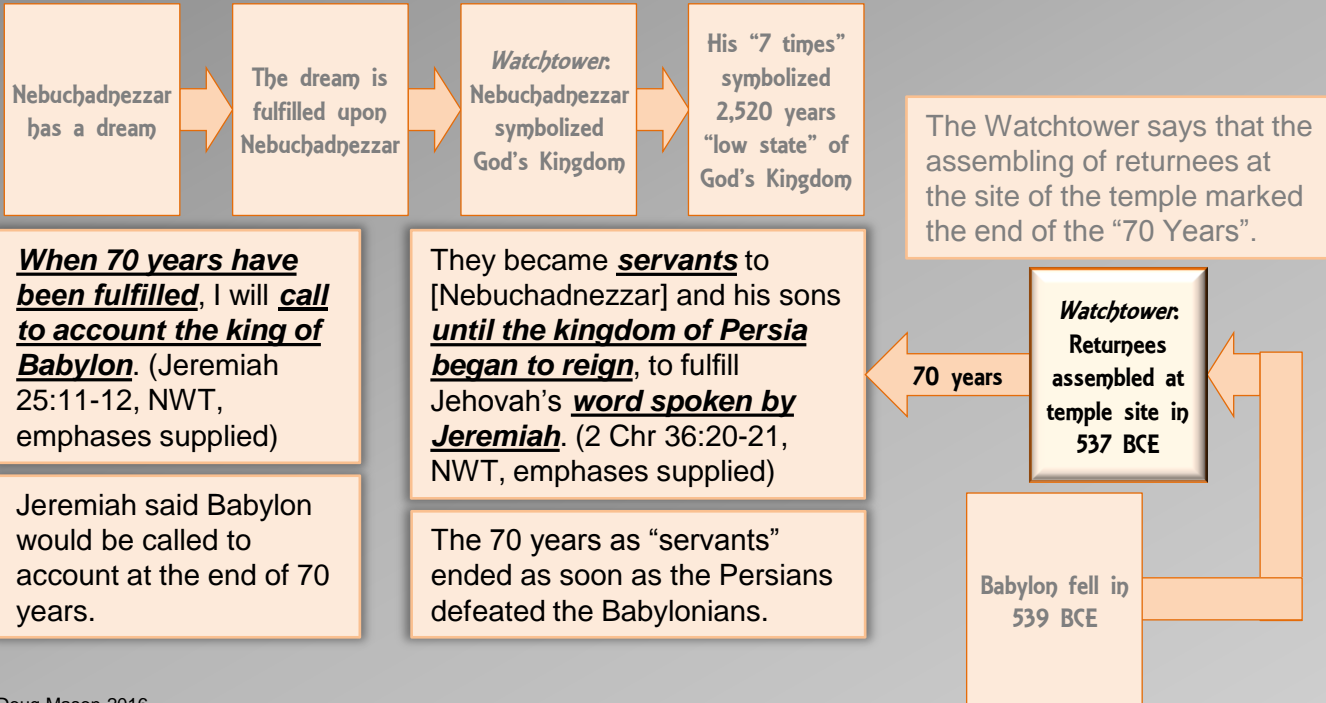 Nebuchadnezzar
has a dream
The dream is
fulfilled upon
Nebuchadnezzar
Watchtower:
Nebuchadnezzar
symbolized
God's Kingdom
His “7 times”
symbolized
2,520 years
“low state” of
God's Kingdom
The Watchtower says that the
assembling of returnees at
the site of the temple marked
the end of the “70 Years”.
When 70 years have
been fulfilled, I will call
to account the king of
Babylon. (Jeremiah
25:11-12, NWT,
emphases supplied)
Jeremiah said Babylon
would be called to
account at the end of 70
years.
They became servants to
[Nebuchadnezzar] and his sons
until the kingdom of Persia
began to reign, to fulfill
Jehovah's word spoken by
Jeremiah. (2 Chr 36:20-21,
NWT, emphases supplied)
The 70 years as “servants”
ended as soon as the Persians
defeated the Babylonians.
70 years
Watchtower:
Returnees
assembled at
temple site in
537 BCE
Babylon fell in
539 BCE
Doug Mason 2016